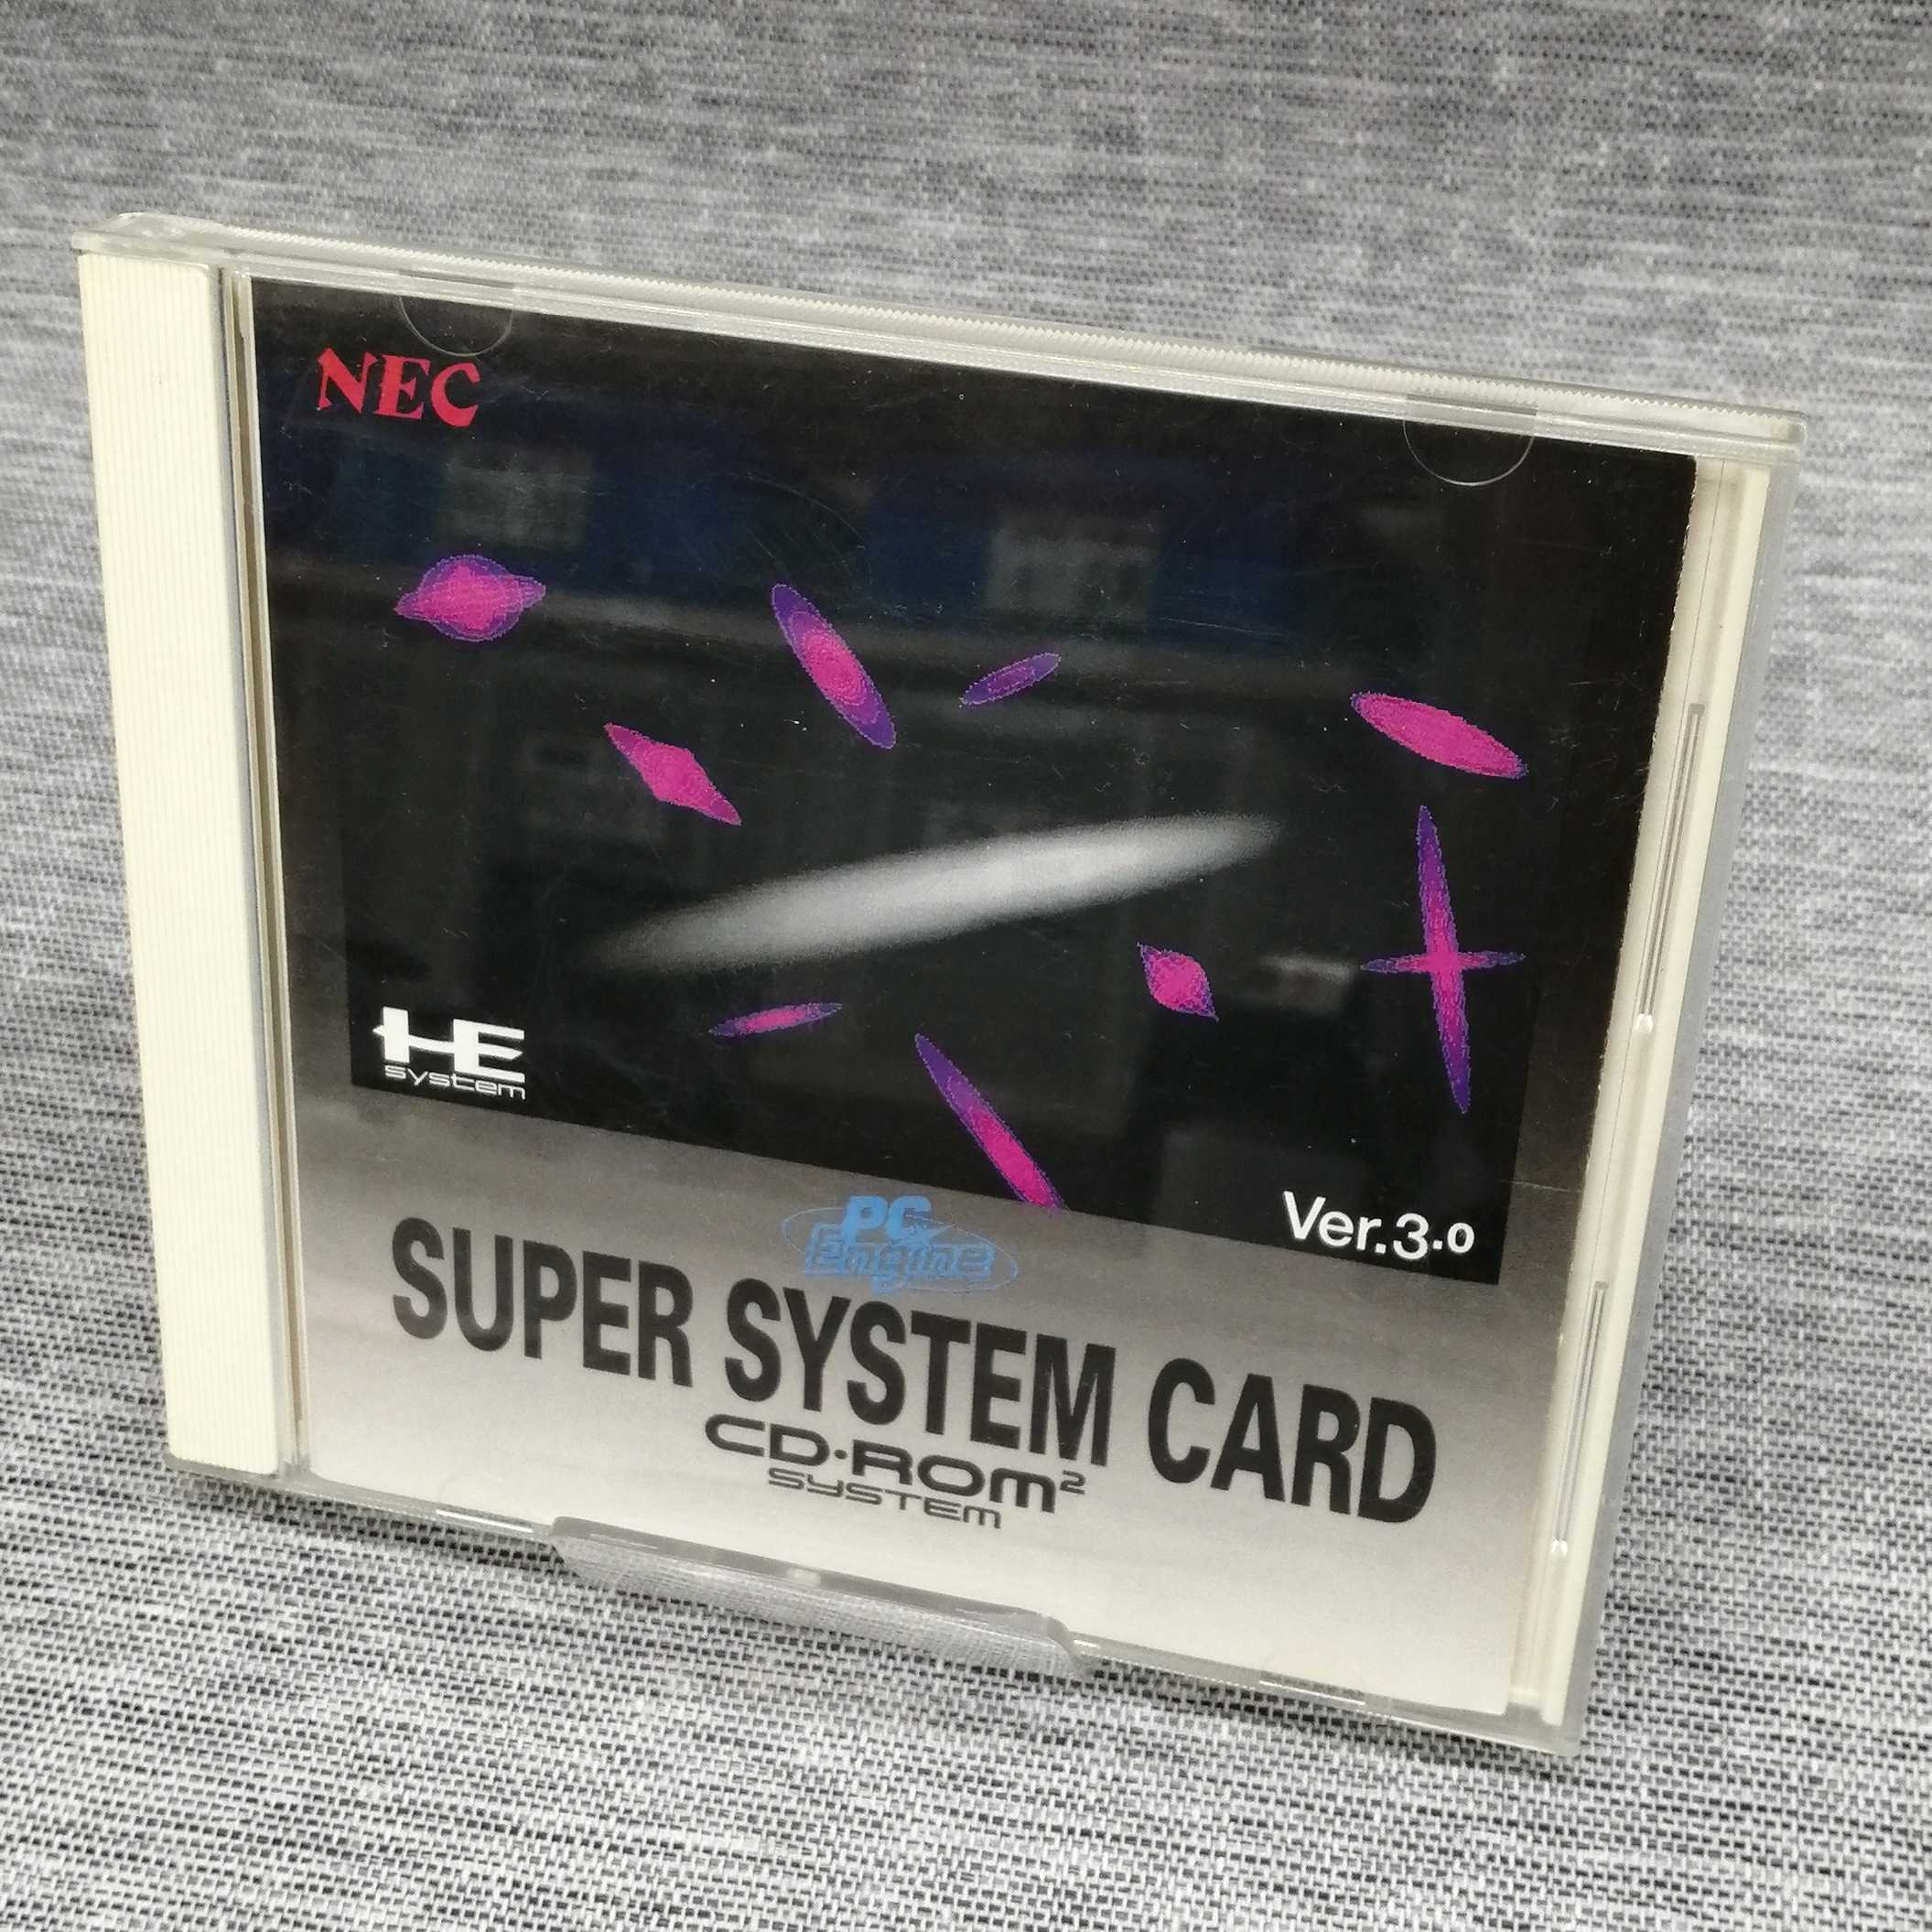 NEC
HE
system
Ver.3.0
PC
Engine
SUPER SYSTEM CARD
CD·ROM²
SYSTEM